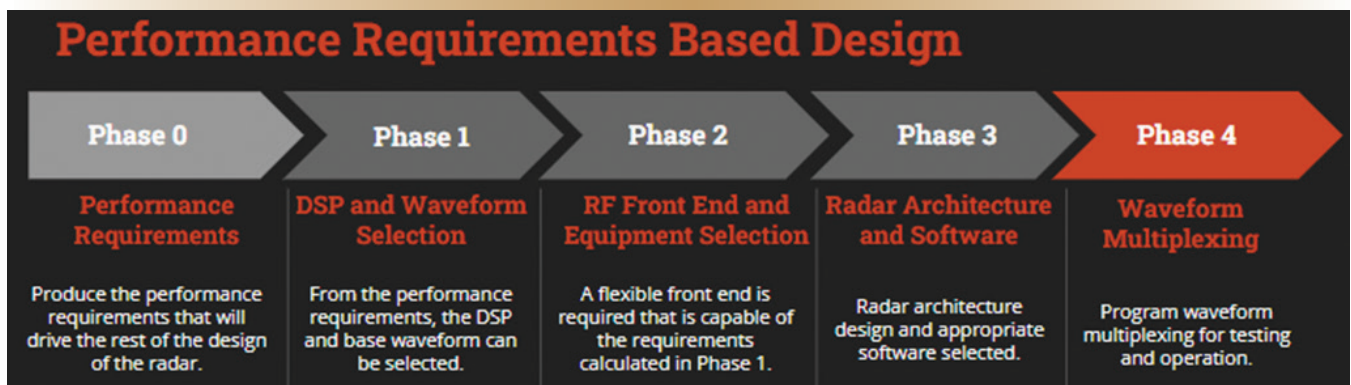 Performance Requirements Based Design
Phase 0
Phase 1
Phase 2
Phase 3
Phase 4
Performance
Requirements
Produce the performance
requirements that will
drive the rest of the design
of the radar.
DSP and Waveform
Selection
From the performance
requirements, the DSP
and base waveform can
be selected.
RF Front End and
Equipment Selection
A flexible front end is
required that is capable of
the requirements
calculated in Phase 1.
Radar Architecture
and Software
Radar architecture
design and appropriate
software selected.
Waveform
Multiplexing
Program waveform
multiplexing for testing
and operation.